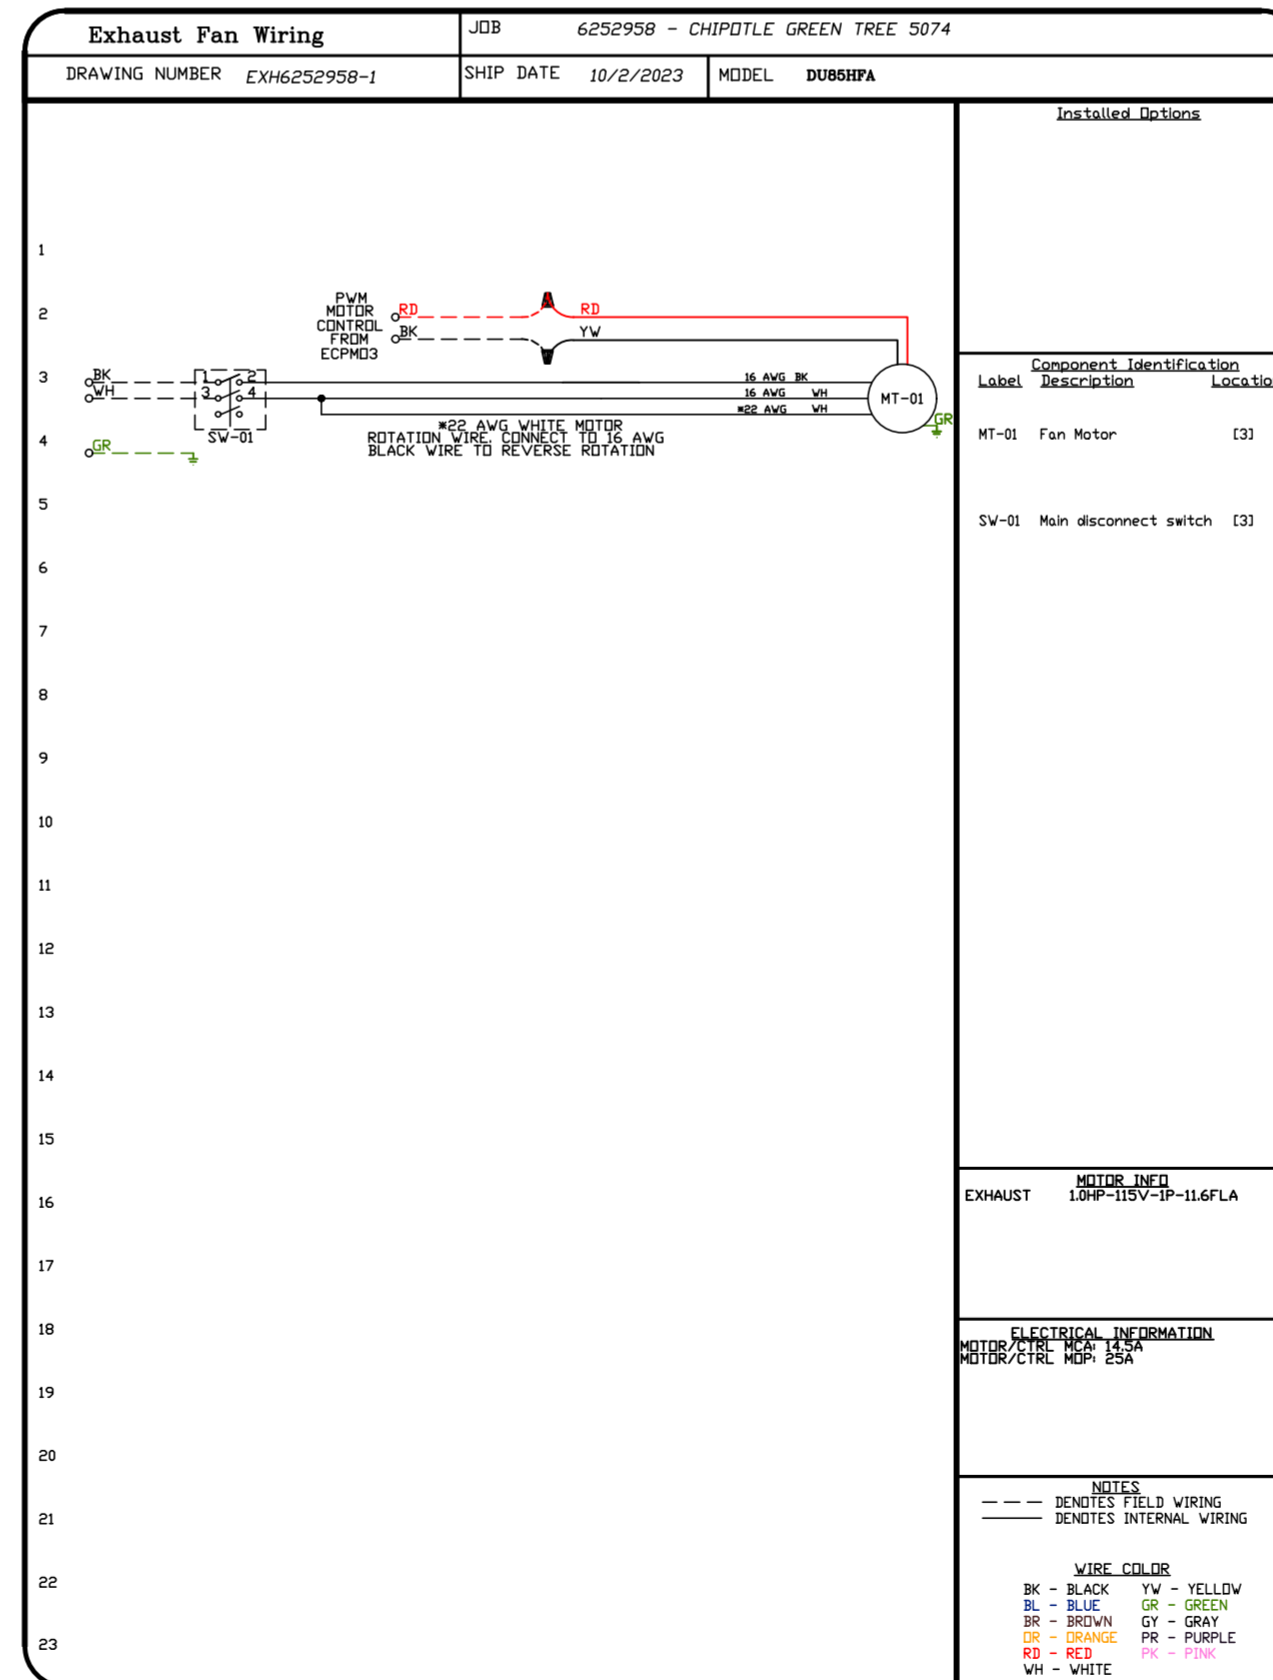 Exhaust Fan Wiring
JOB 6252958 - CHIPOTLE GREEN TREE 5074
DRAWING NUMBER EXH6252958-1
SHIP DATE 10/2/2023
MODEL DU85HFA
Installed Options
1
2
3
4
5
6
7
8
9
10
11
12
13
14
15
16
17
18
19
20
21
22
23
PWM
MOTOR
CONTROL
FROM
ECPM03
RD
BK
RD
YW
BK
WH
1 2
3 4
SW-01
GR
16 AWG BK
16 AWG WH
*22 AWG WH
MT-01
GR
*22 AWG WHITE MOTOR
ROTATION WIRE. CONNECT TO 16 AWG
BLACK WIRE TO REVERSE ROTATION
Component Identification
Label Description Locatio
MT-01 Fan Motor [3]
SW-01 Main disconnect switch [3]
MOTOR INFO
EXHAUST 1.0HP-115V-1P-11.6FLA
ELECTRICAL INFORMATION
MOTOR/CTRL MCA: 14.5A
MOTOR/CTRL MOP: 25A
NOTES
DENOTES FIELD WIRING
DENOTES INTERNAL WIRING
WIRE COLOR
BK - BLACK YW - YELLOW
BL - BLUE GR - GREEN
BR - BROWN GY - GRAY
OR - ORANGE PR - PURPLE
RD - RED PK - PINK
WH - WHITE